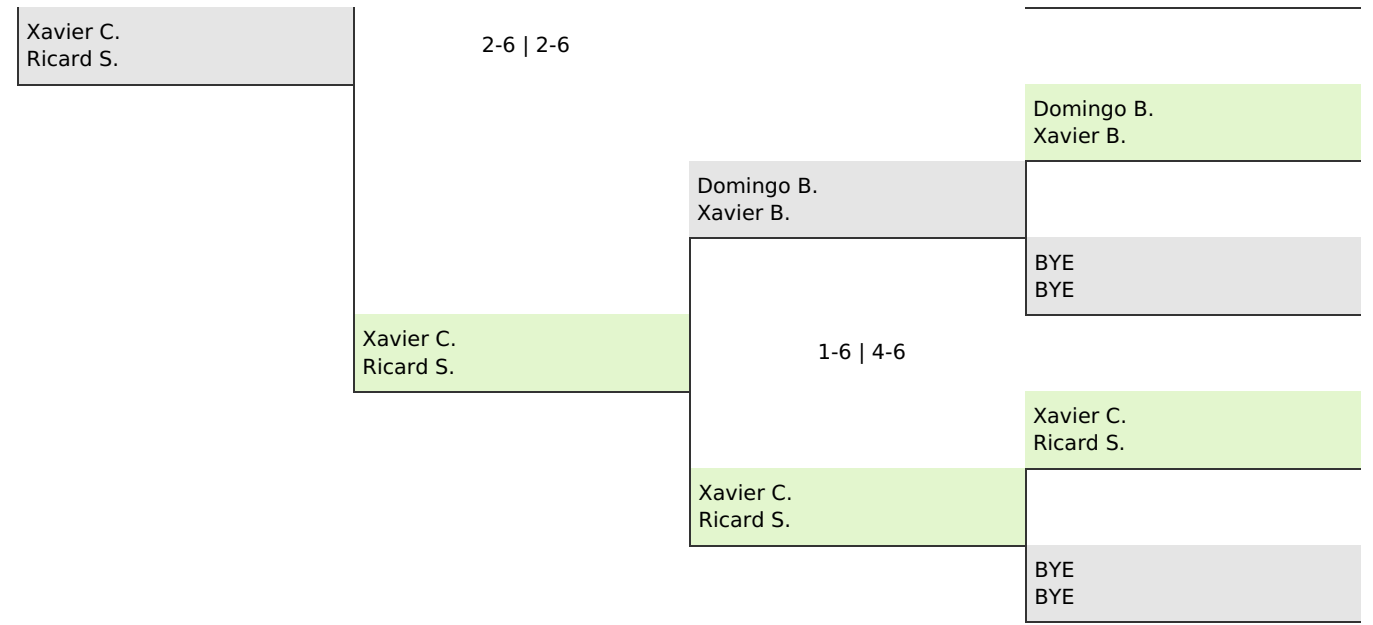 Xavier C.
Ricard S.
2-6 | 2-6
Domingo B.
Xavier B.
Domingo B.
Xavier B.
BYE
BYE
Xavier C.
Ricard S.
1-6 | 4-6
Xavier C.
Ricard S.
Xavier C.
Ricard S.
BYE
BYE